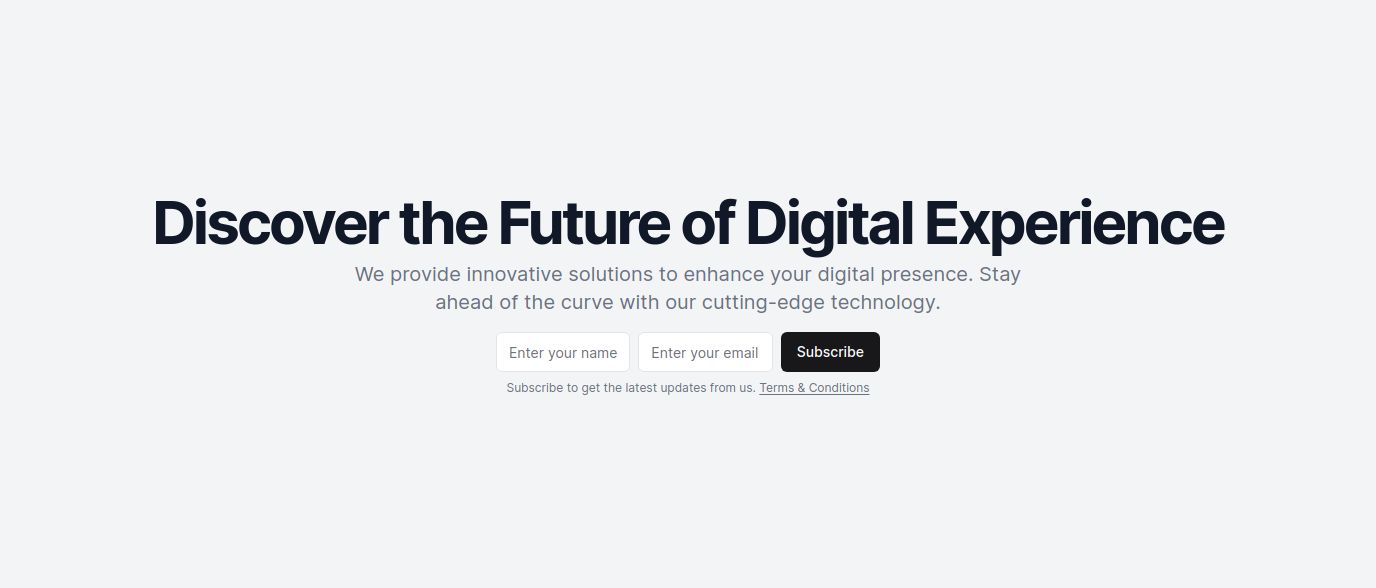 Discover the Future of Digital Experience
We provide innovative solutions to enhance your digital presence. Stay
ahead of the curve with our cutting-edge technology.
Enter your name Enter your email Subscribe
Subscribe to get the latest updates from us. Terms & Conditions